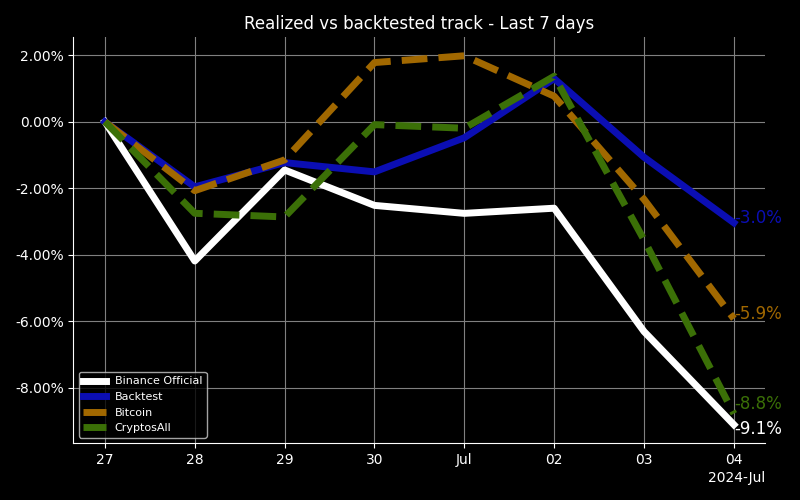 Realized vs backtested track - Last 7 days
2.00%
0.00%
-2.00%
-4.00%
-6.00%
-8.00%
-3.0%
-5.9%
-8.8%
-9.1%
Binance Official
Backtest
Bitcoin
CryptosAll
27 28 29 30 Jul 02 03 04
2024-Jul